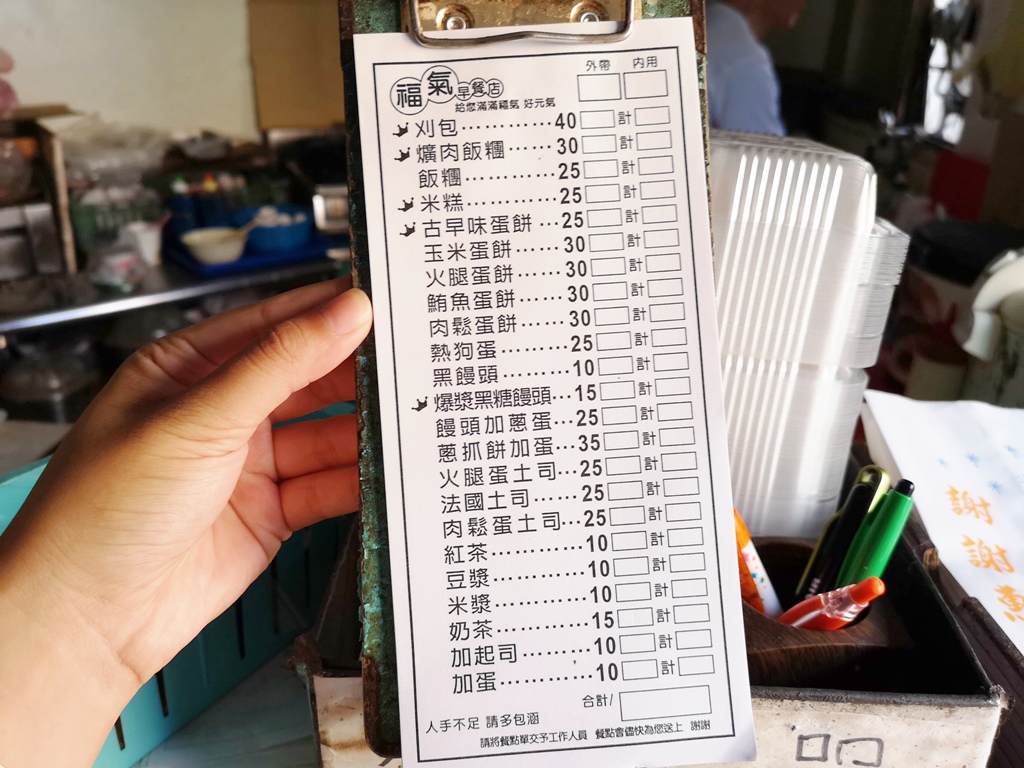 外帶 內用
福氣早餐店
給您滿滿福氣 好元氣
刈包…………40 計
爌肉飯糰……30 計
飯糰…………25 計
米糕…………25 計
古早味蛋餅…25 計
玉米蛋餅……30 計
火腿蛋餅……30 計
鮪魚蛋餅……30 計
肉鬆蛋餅……30 計
熱狗蛋………25 計
黑饅頭………10 計
爆漿黑糖饅頭…15 計
饅頭加蔥蛋…25 計
蔥抓餅加蛋…35 計
火腿蛋土司…25 計
法國土司……25 計
肉鬆蛋土司…25 計
紅茶…………10 計
豆漿…………10 計
米漿…………10 計
奶茶…………15 計
加起司………10 計
加蛋…………10 計
合計/
人手不足 請多包涵
請將餐點單交予工作人員 餐點會儘快為您送上 謝謝
謝謝